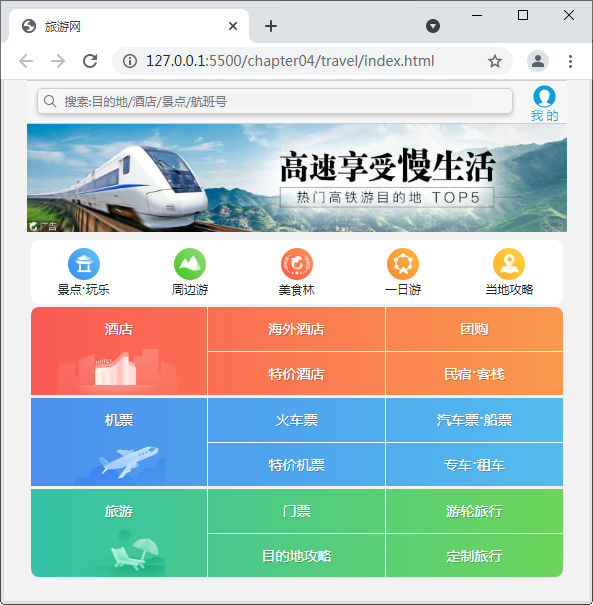 旅游网
127.0.0.1:5500/chapter04/travel/index.html
搜索:目的地/酒店/景点/航班号
我 的
高速享受慢生活
热门高铁游目的地 TOP5
广告
景点·玩乐
周边游
美食林
一日游
当地攻略
酒店
海外酒店
团购
HOTEL
特价酒店
民宿·客栈
机票
火车票
汽车票·船票
特价机票
专车·租车
旅游
门票
游轮旅行
目的地攻略
定制旅行